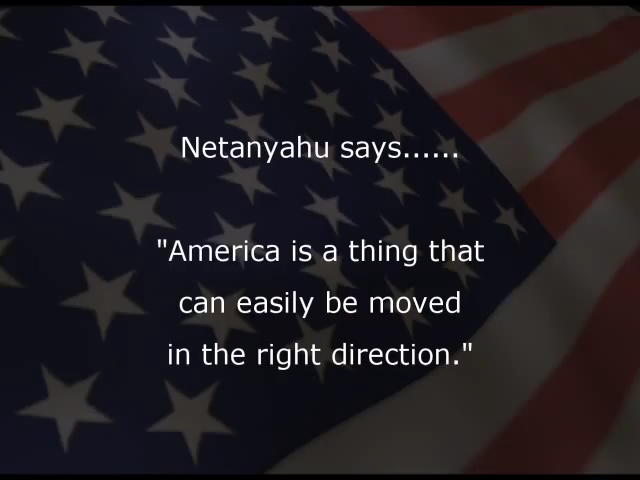 Netanyahu says......
"America is a thing that
can easily be moved
in the right direction."